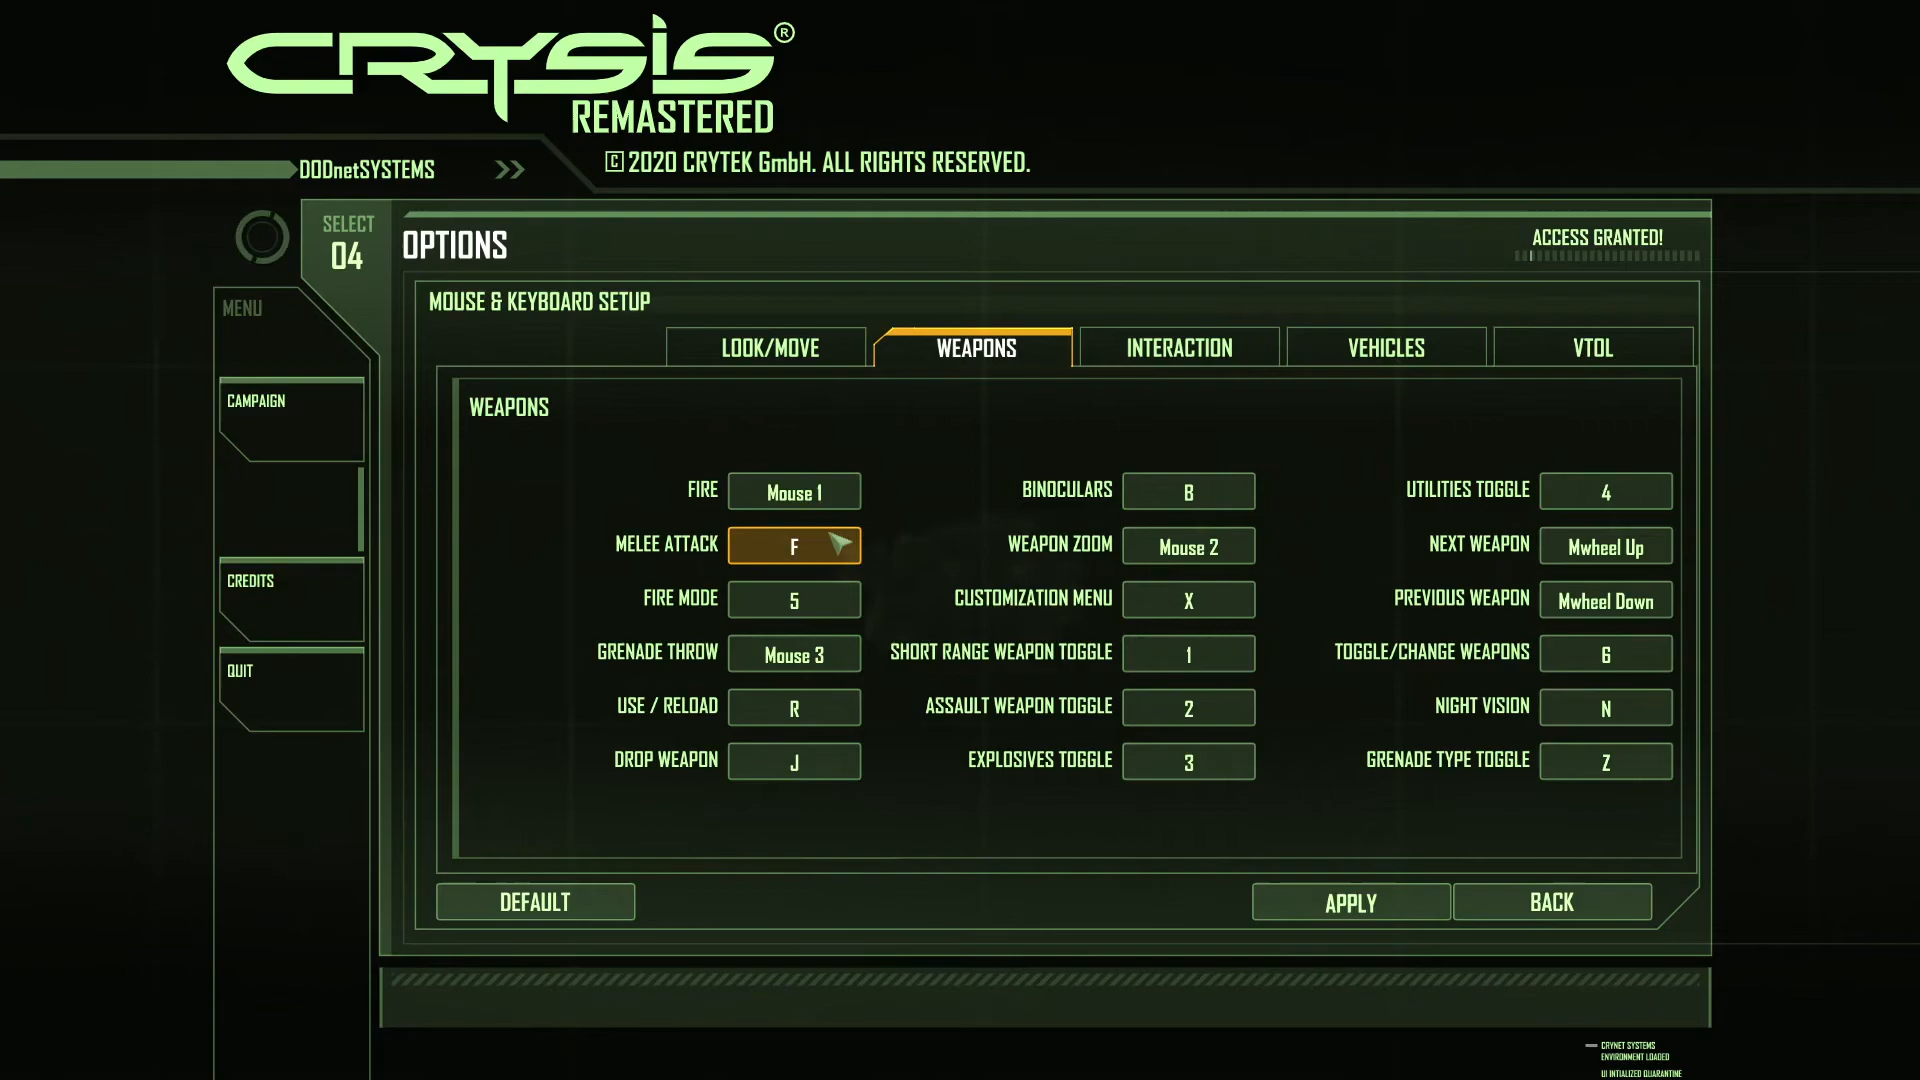 CRYSIS®
REMASTERED
DODnetSYSTEMS
© 2020 CRYTEK GmbH. ALL RIGHTS RESERVED.
SELECT
04
OPTIONS
ACCESS GRANTED!
MENU
MOUSE & KEYBOARD SETUP
LOOK/MOVE WEAPONS INTERACTION VEHICLES VTOL
CAMPAIGN
CREDITS
QUIT
WEAPONS
FIRE Mouse 1 BINOCULARS B UTILITIES TOGGLE 4
MELEE ATTACK F WEAPON ZOOM Mouse 2 NEXT WEAPON Mwheel Up
FIRE MODE 5 CUSTOMIZATION MENU X PREVIOUS WEAPON Mwheel Down
GRENADE THROW Mouse 3 SHORT RANGE WEAPON TOGGLE 1 TOGGLE/CHANGE WEAPONS 6
USE / RELOAD R ASSAULT WEAPON TOGGLE 2 NIGHT VISION N
DROP WEAPON J EXPLOSIVES TOGGLE 3 GRENADE TYPE TOGGLE Z
DEFAULT APPLY BACK
CRYNET SYSTEMS
ENVIRONMENT LOADED
UI INTIALIZED QUARANTINE